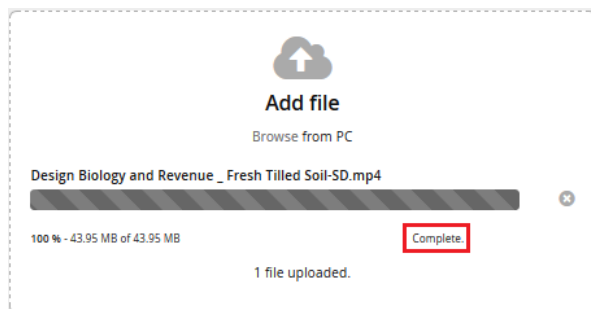 Add file
Browse from PC
Design Biology and Revenue _ Fresh Tilled Soil-SD.mp4
100 % - 43.95 MB of 43.95 MB Complete.
1 file uploaded.